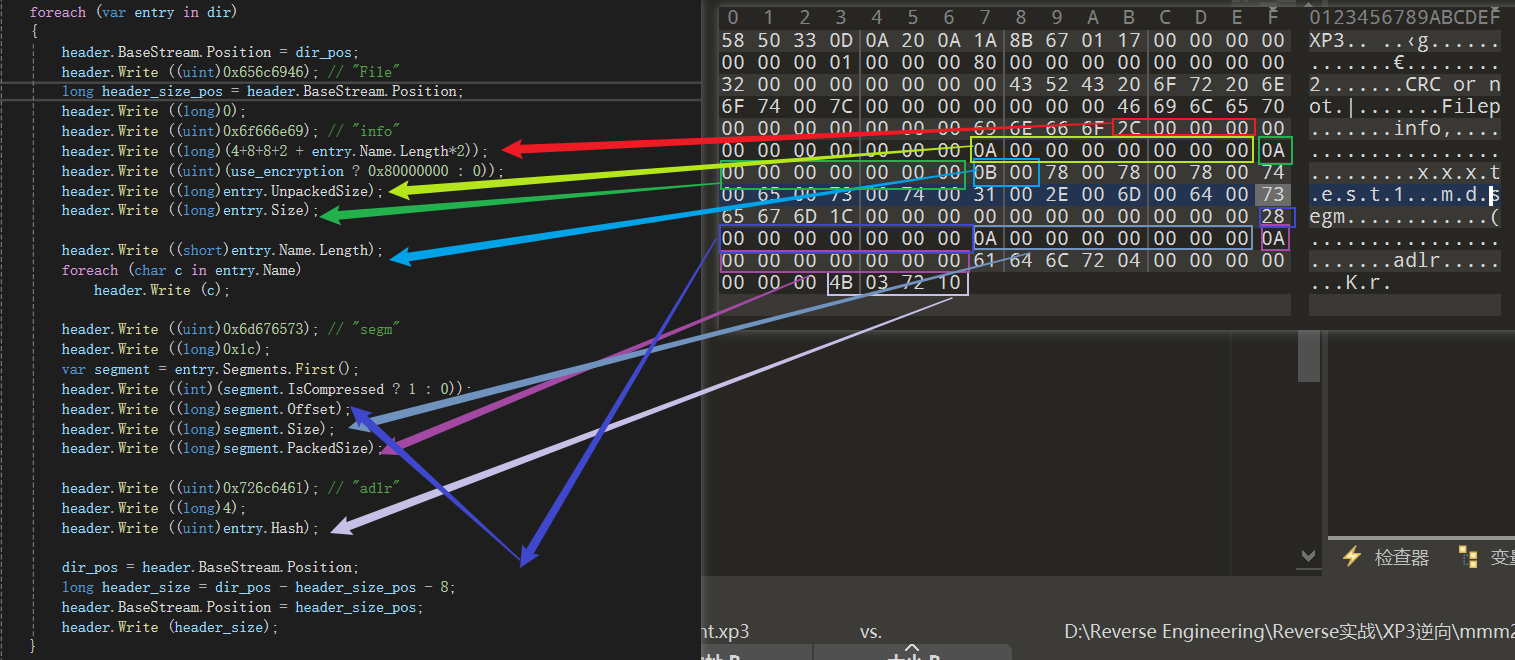 foreach (var entry in dir)
{
header.BaseStream.Position = dir_pos;
header.Write ((uint)0x656c6946); // "File"
long header_size_pos = header.BaseStream.Position;
header.Write ((long)0);
header.Write ((uint)0x6f666e69); // "info"
header.Write ((long)(4+8+8+2 + entry.Name.Length*2));
header.Write ((uint)(use_encryption ? 0x80000000 : 0));
header.Write ((long)entry.UnpackedSize);
header.Write ((long)entry.Size);
header.Write ((short)entry.Name.Length);
foreach (char c in entry.Name)
header.Write (c);
header.Write ((uint)0x6d676573); // "segm"
header.Write ((long)0x1c);
var segment = entry.Segments.First();
header.Write ((int)(segment.IsCompressed ? 1 : 0));
header.Write ((long)segment.Offset);
header.Write ((long)segment.Size);
header.Write ((long)segment.PackedSize);
header.Write ((uint)0x726c6461); // "adlr"
header.Write ((long)4);
header.Write ((uint)entry.Hash);
dir_pos = header.BaseStream.Position;
long header_size = dir_pos - header_size_pos - 8;
header.BaseStream.Position = header_size_pos;
header.Write (header_size);
}
0 1 2 3 4 5 6 7 8 9 A B C D E F 0123456789ABCDEF
58 50 33 0D 0A 20 0A 1A 8B 67 01 17 00 00 00 00 XP3.. ..‹g......
00 00 00 01 00 00 00 80 00 00 00 00 00 00 00 00 .......€........
32 00 00 00 00 00 00 00 43 52 43 20 6F 72 20 6E 2.......CRC or n
6F 74 00 7C 00 00 00 00 00 00 00 46 69 6C 65 70 ot.|.......Filep
00 00 00 00 00 00 00 69 6E 66 6F 2C 00 00 00 00 .......info,....
00 00 00 00 00 00 00 0A 00 00 00 00 00 00 00 0A ................
00 00 00 00 00 00 00 0B 00 78 00 78 00 78 00 74 .........x.x.x.t
00 65 00 73 00 74 00 31 00 2E 00 6D 00 64 00 73 .e.s.t.1...m.d.s
65 67 6D 1C 00 00 00 00 00 00 00 00 00 00 00 28 egm............(
00 00 00 00 00 00 00 0A 00 00 00 00 00 00 00 0A ................
00 00 00 00 00 00 00 61 64 6C 72 04 00 00 00 00 .......adlr.....
00 00 00 4B 03 72 10 ...K.r.
检查器
nt.xp3 vs. D:\Reverse Engineering\Reverse实战\XP3逆向\mmm2